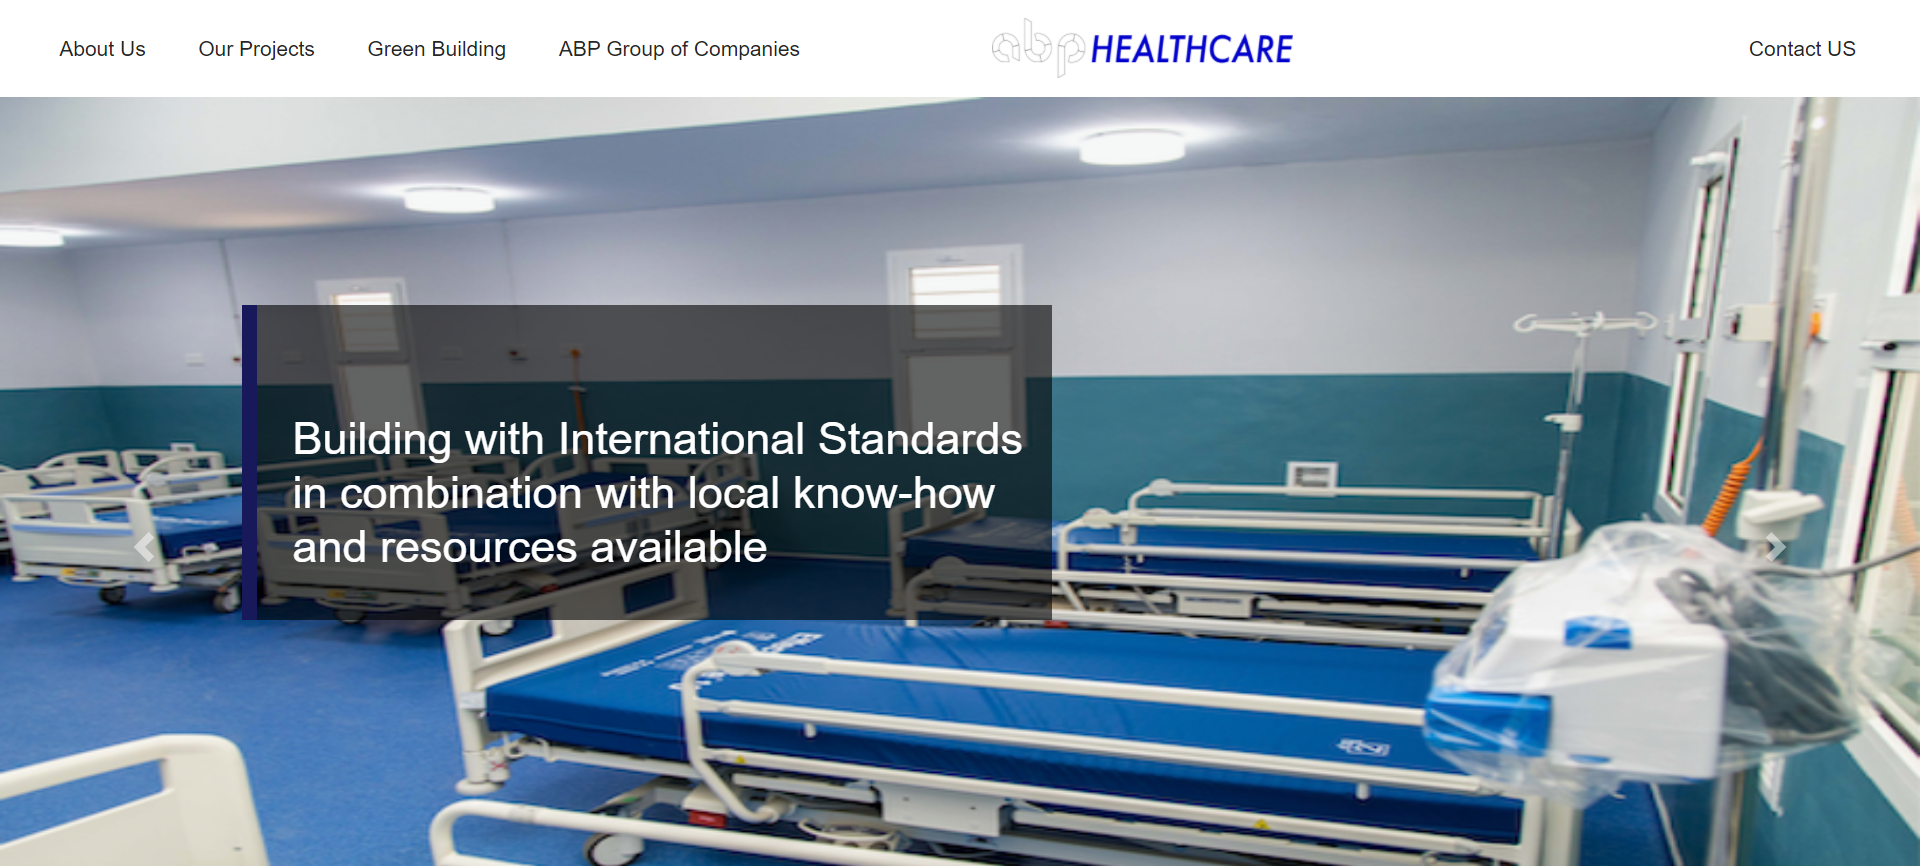 About Us
Our Projects
Green Building
ABP Group of Companies
abp HEALTHCARE
Contact US
Building with International Standards
in combination with local know-how
and resources available